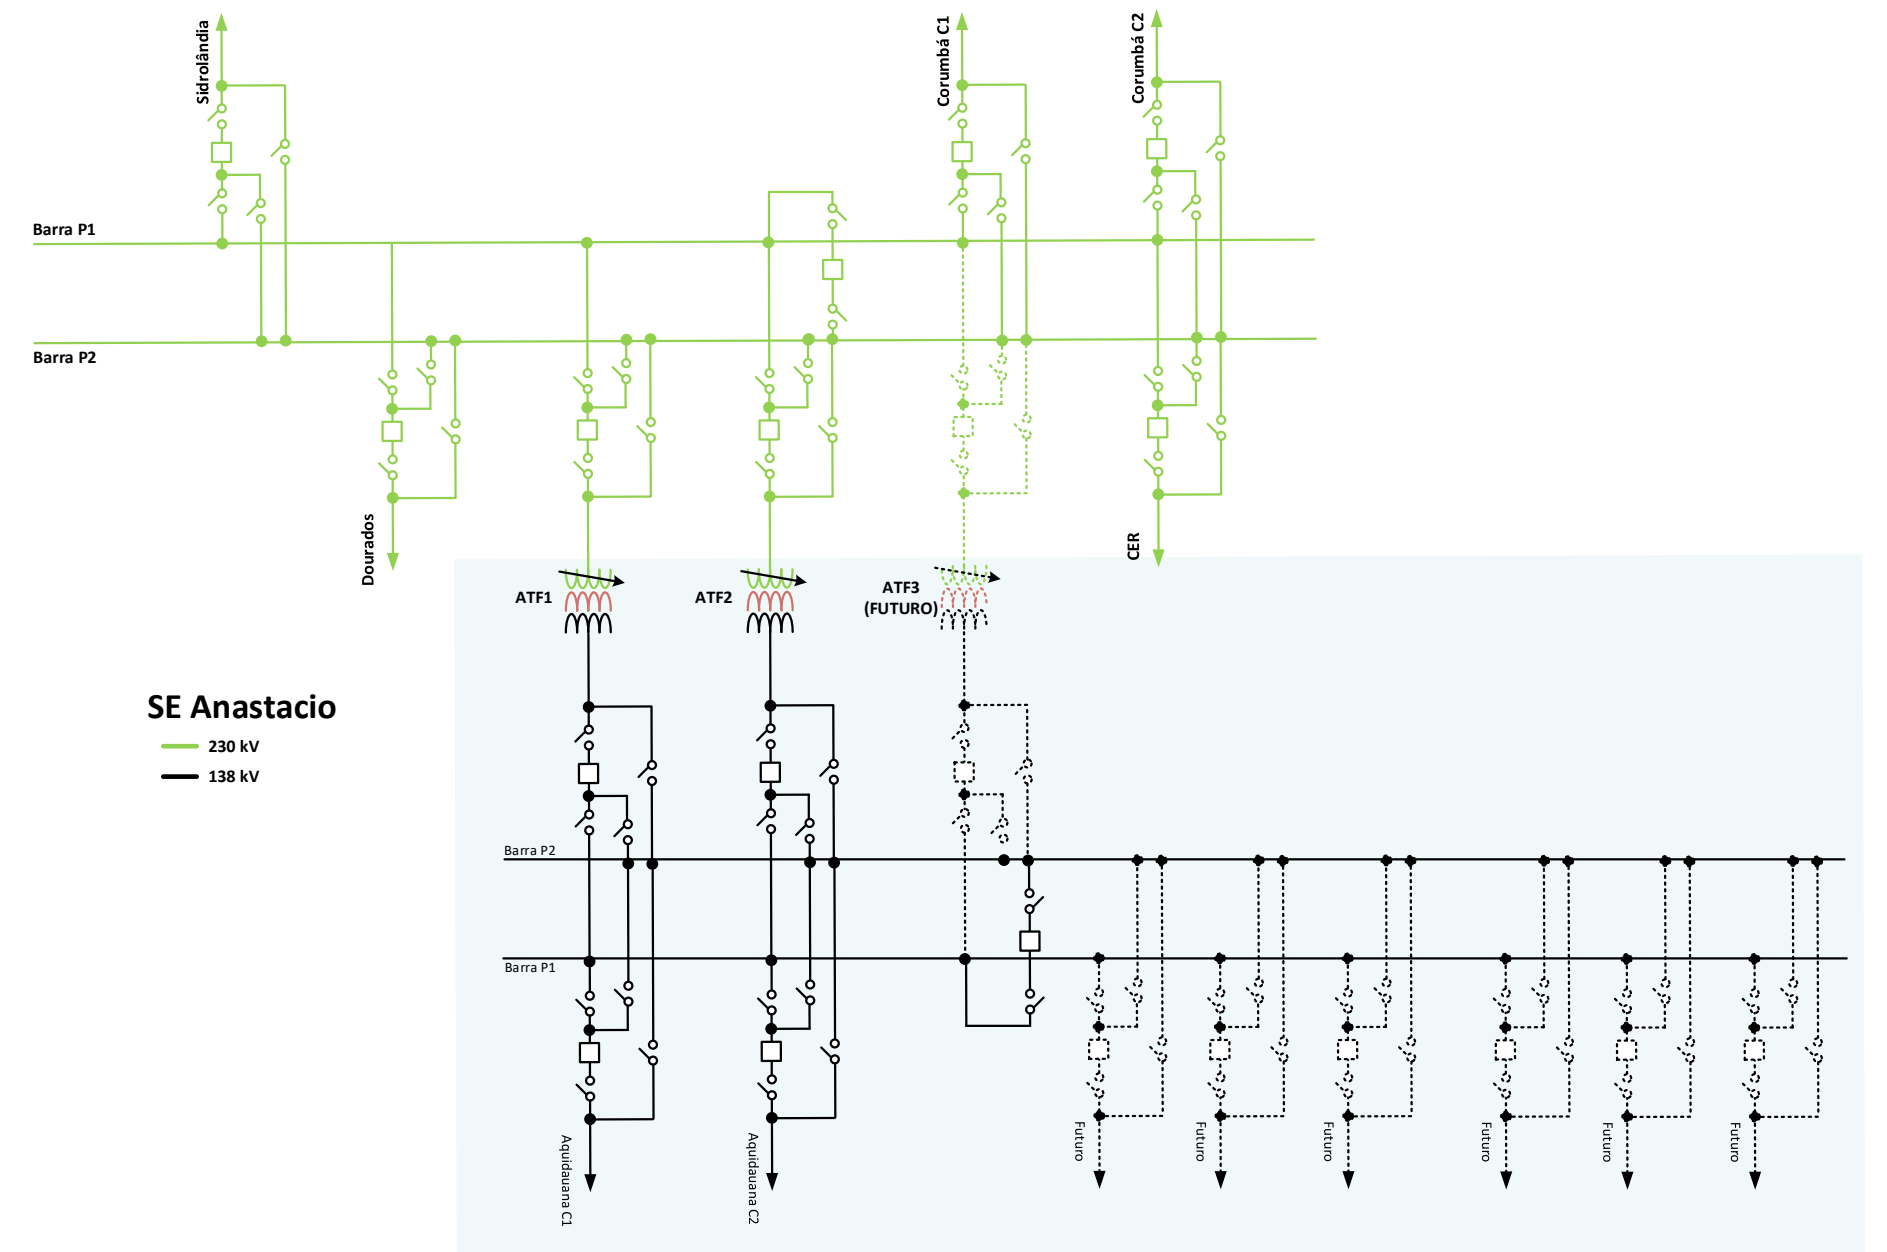 Sidrolândia
Corumbá C1
Corumbá C2
Barra P1
Barra P2
Dourados
CER
ATF1
ATF2
ATF3
(FUTURO)
SE Anastacio
230 kV
138 kV
Barra P2
Barra P1
Aquidauana C1
Aquidauana C2
Futuro
Futuro
Futuro
Futuro
Futuro
Futuro